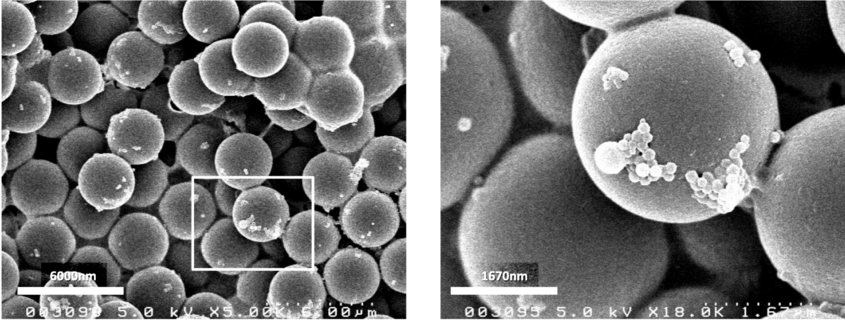 6000nm
003099 5.0 kV X5.00K 6.00µm
1670nm
003095 5.0 kV X18.0K 1.67µm